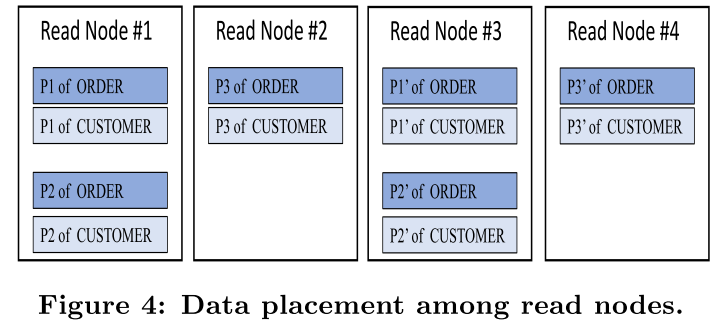 Read Node #1
P1 of ORDER
P1 of CUSTOMER
P2 of ORDER
P2 of CUSTOMER
Read Node #2
P3 of ORDER
P3 of CUSTOMER
Read Node #3
P1’ of ORDER
P1’ of CUSTOMER
P2’ of ORDER
P2’ of CUSTOMER
Read Node #4
P3’ of ORDER
P3’ of CUSTOMER
Figure 4: Data placement among read nodes.